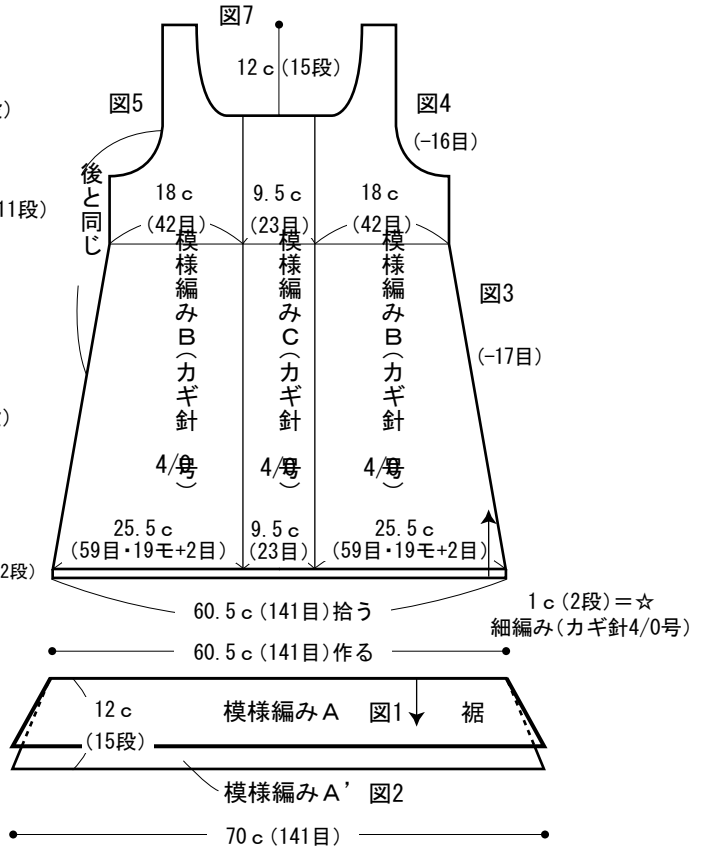 図7
12c(15段)
図5
図4
(-16目)
後と同じ
11段)
18c
(42目)
9.5c
(23目)
18c
(42目)
模様編みB(カギ針4/0号)
模様編みC(カギ針4/0号)
模様編みB(カギ針4/0号)
図3
(-17目)
25.5c
(59目・19モ+2目)
9.5c
(23目)
25.5c
(59目・19モ+2目)
2段)
60.5c(141目)拾う
1c(2段)=☆
細編み(カギ針4/0号)
60.5c(141目)作る
12c
(15段)
模様編みA 図1 裾
模様編みA' 図2
70c(141目)